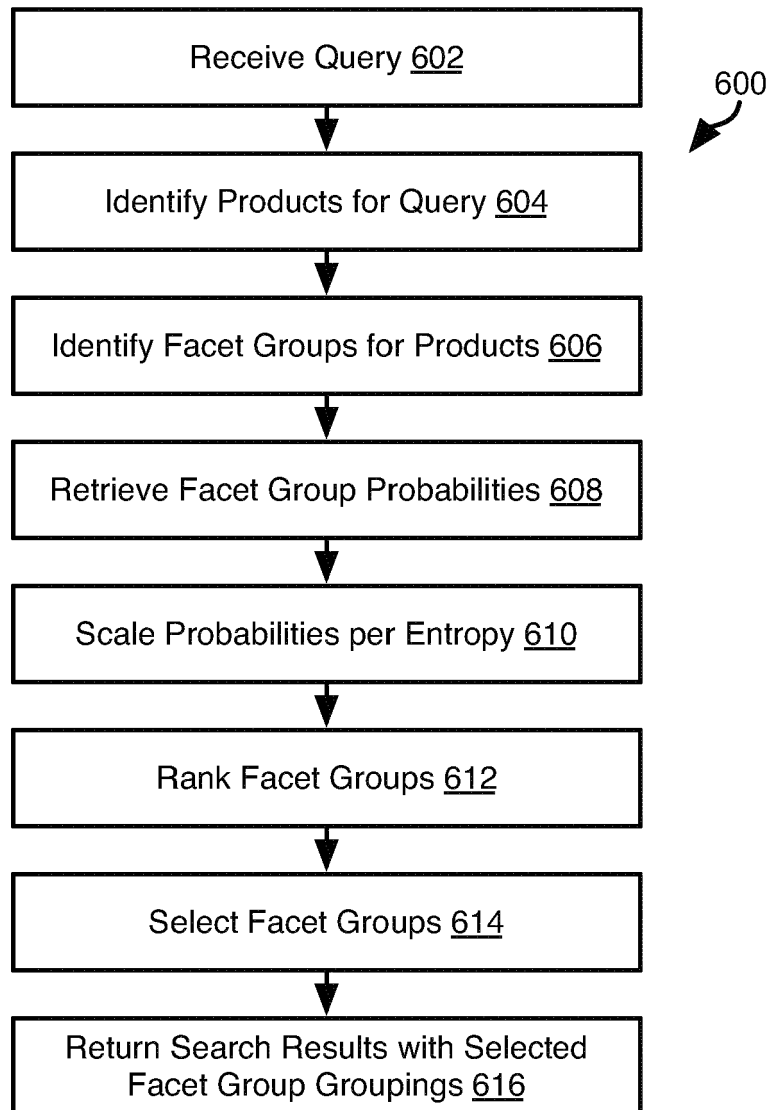 Receive Query 602
600
Identify Products for Query 604
Identify Facet Groups for Products 606
Retrieve Facet Group Probabilities 608
Scale Probabilities per Entropy 610
Rank Facet Groups 612
Select Facet Groups 614
Return Search Results with Selected
Facet Group Groupings 616